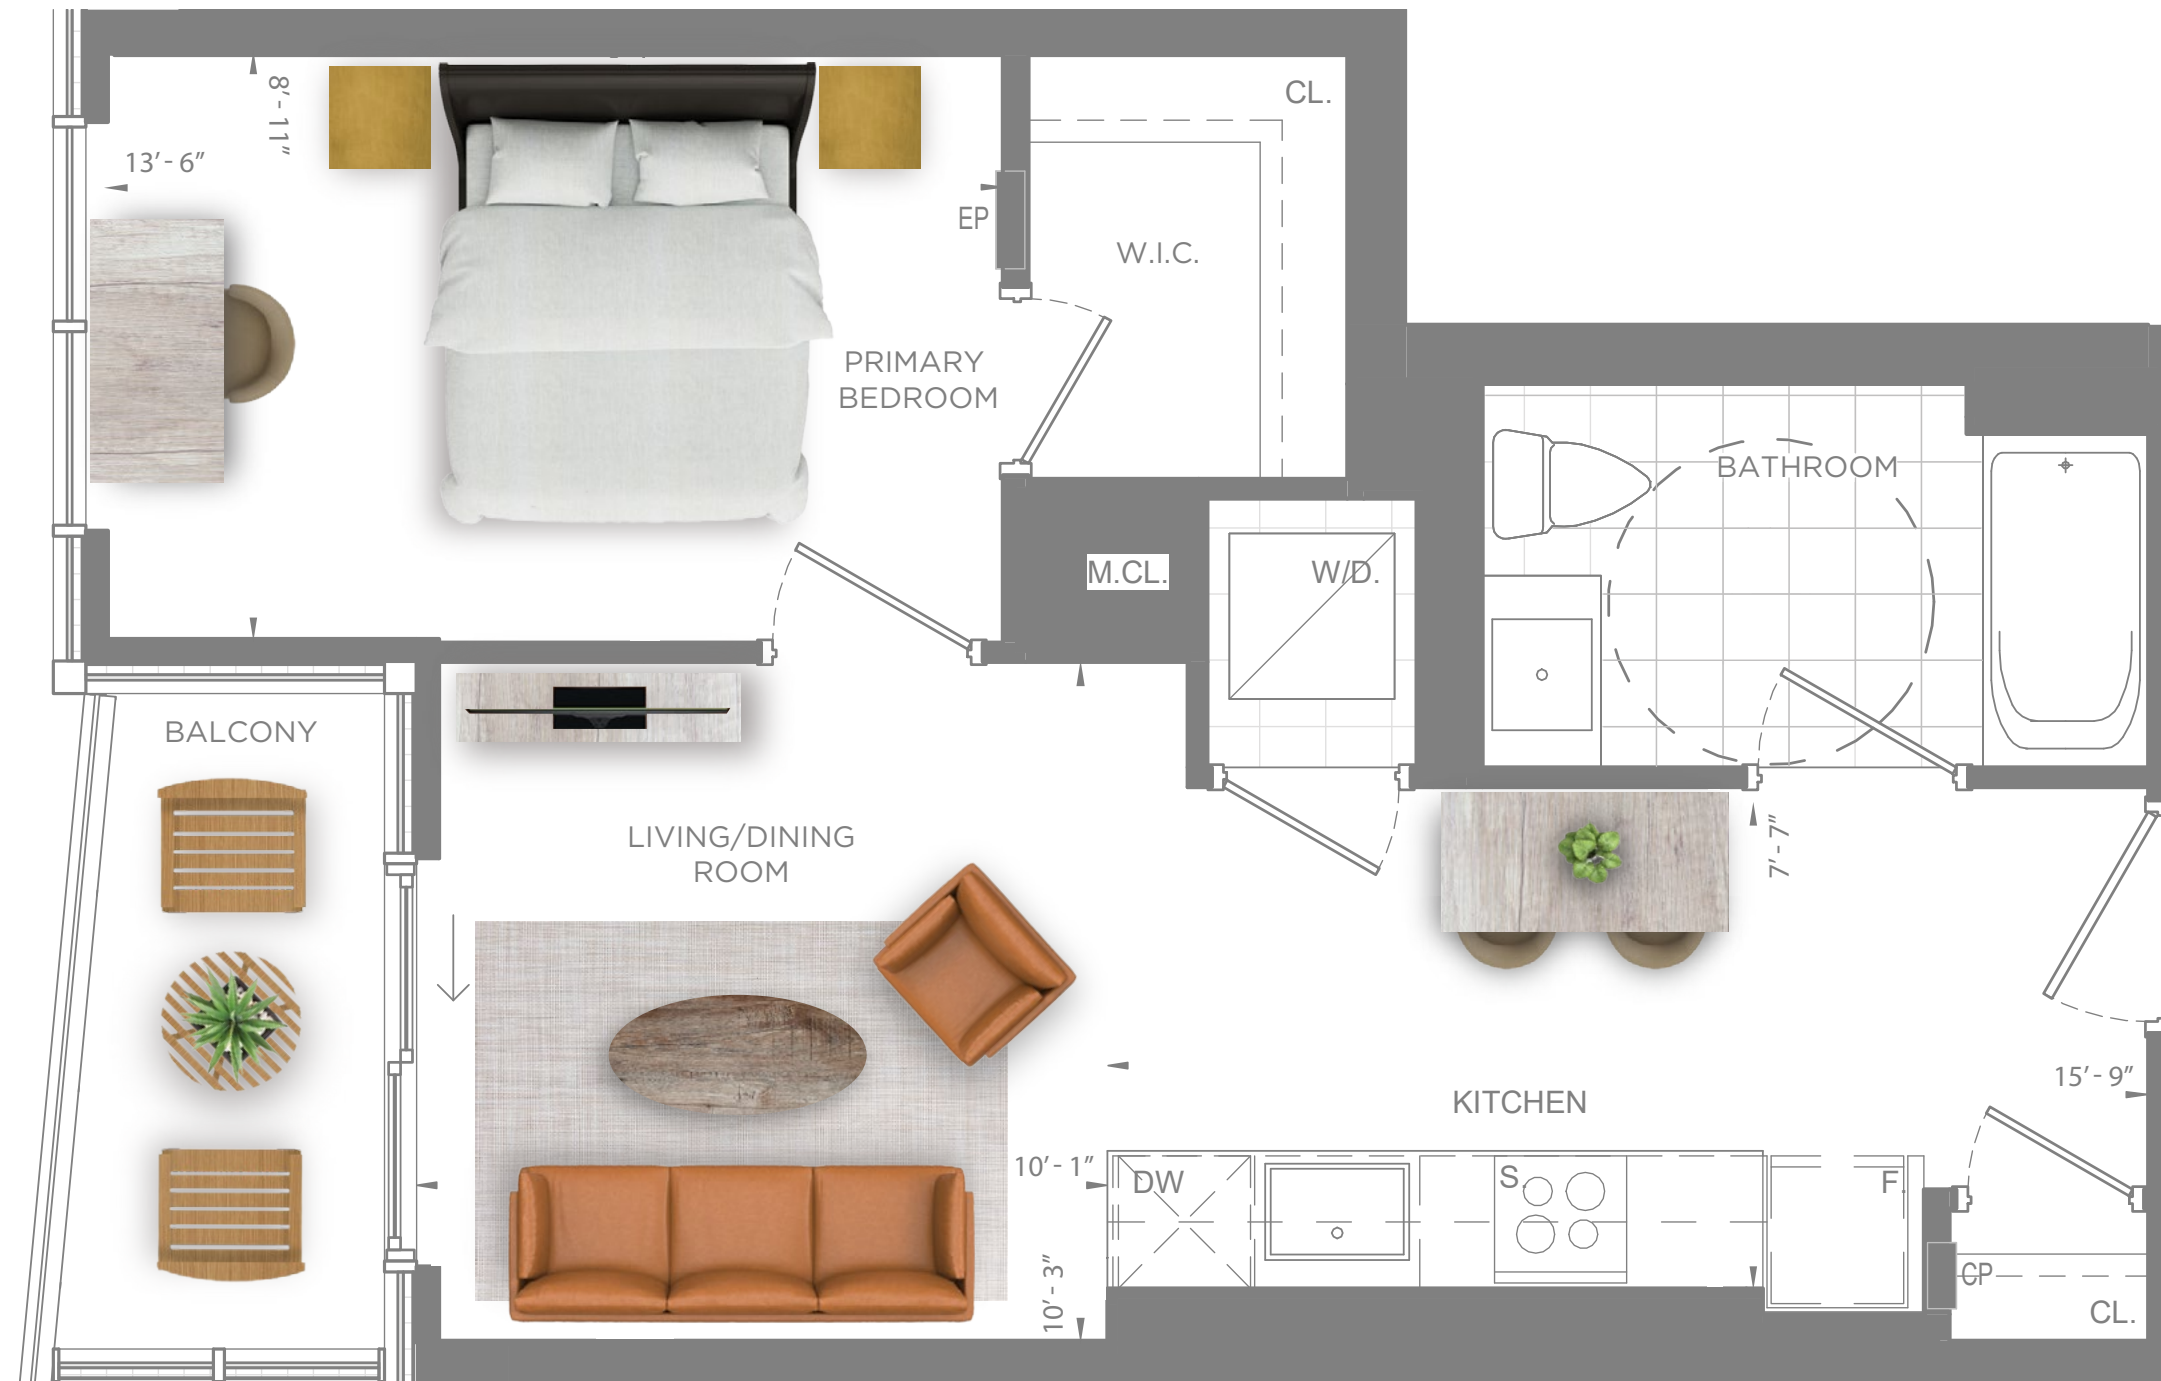 8’- 11”
13’- 6”
CL.
EP
W.I.C.
PRIMARY
BEDROOM
BATHROOM
M.CL.
W/D.
BALCONY
LIVING/DINING
ROOM
7’- 7”
KITCHEN
15’- 9”
10’- 1”
DW
S.
F.
10’- 3”
CP
CL.